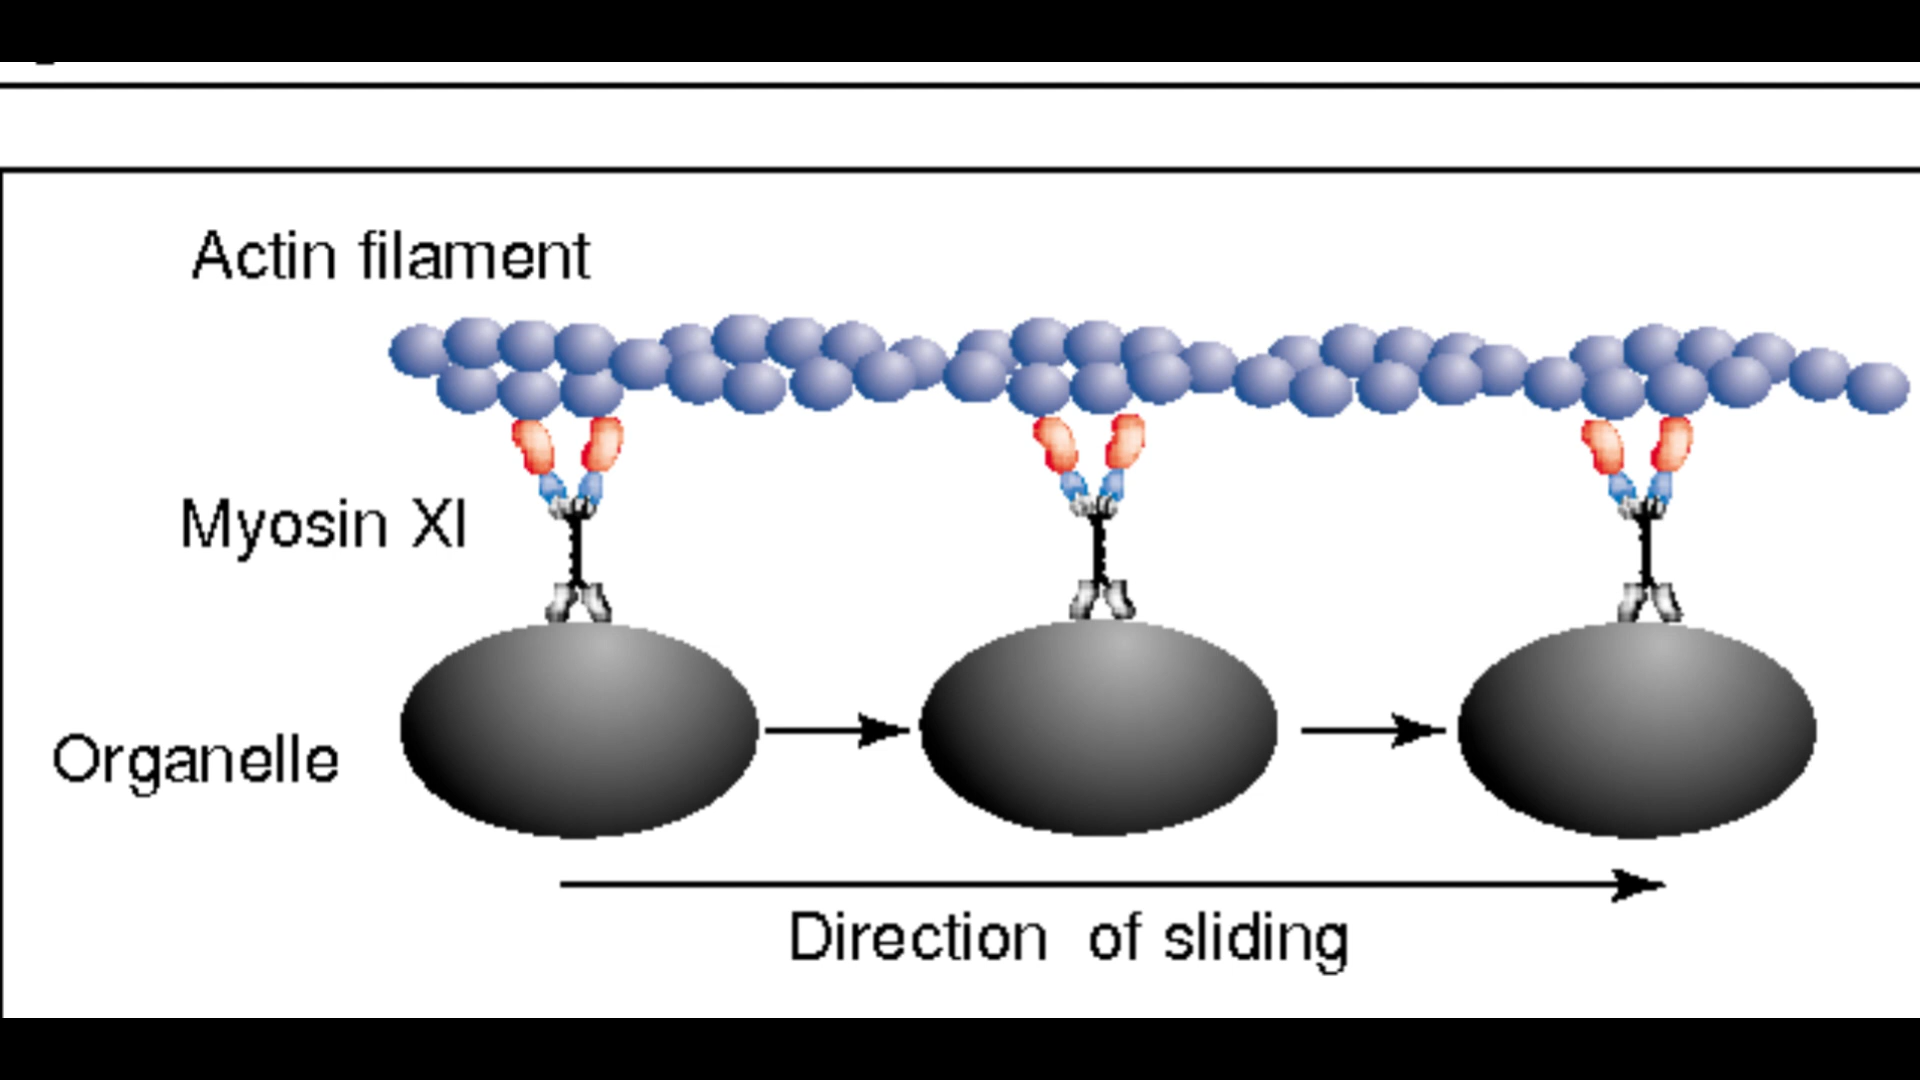 Actin filament
Myosin XI
Organelle
Direction of sliding